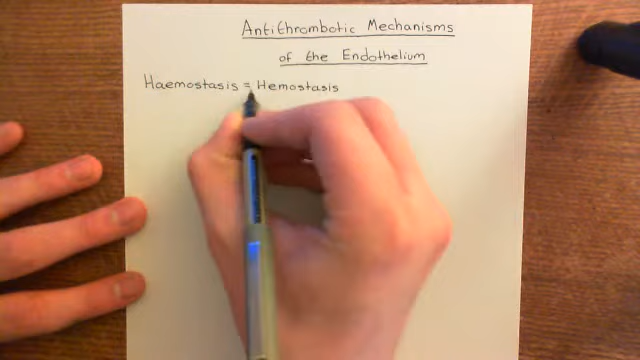 Antithrombotic Mechanisms
of the Endothelium
Haemostasis = Hemostasis